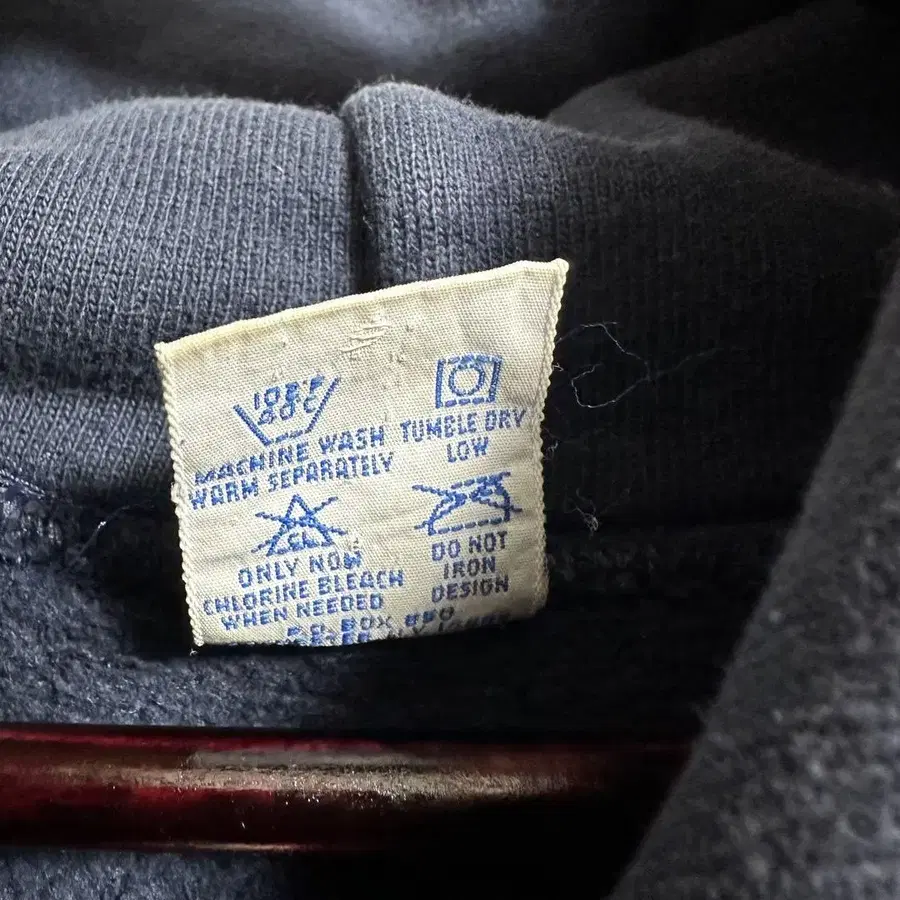 105°F
40°C
MACHINE WASH
WARM SEPARATELY
TUMBLE DRY
LOW
CL
ONLY NON
CHLORINE BLEACH
WHEN NEEDED
DO NOT
IRON
DESIGN
P.O. BOX